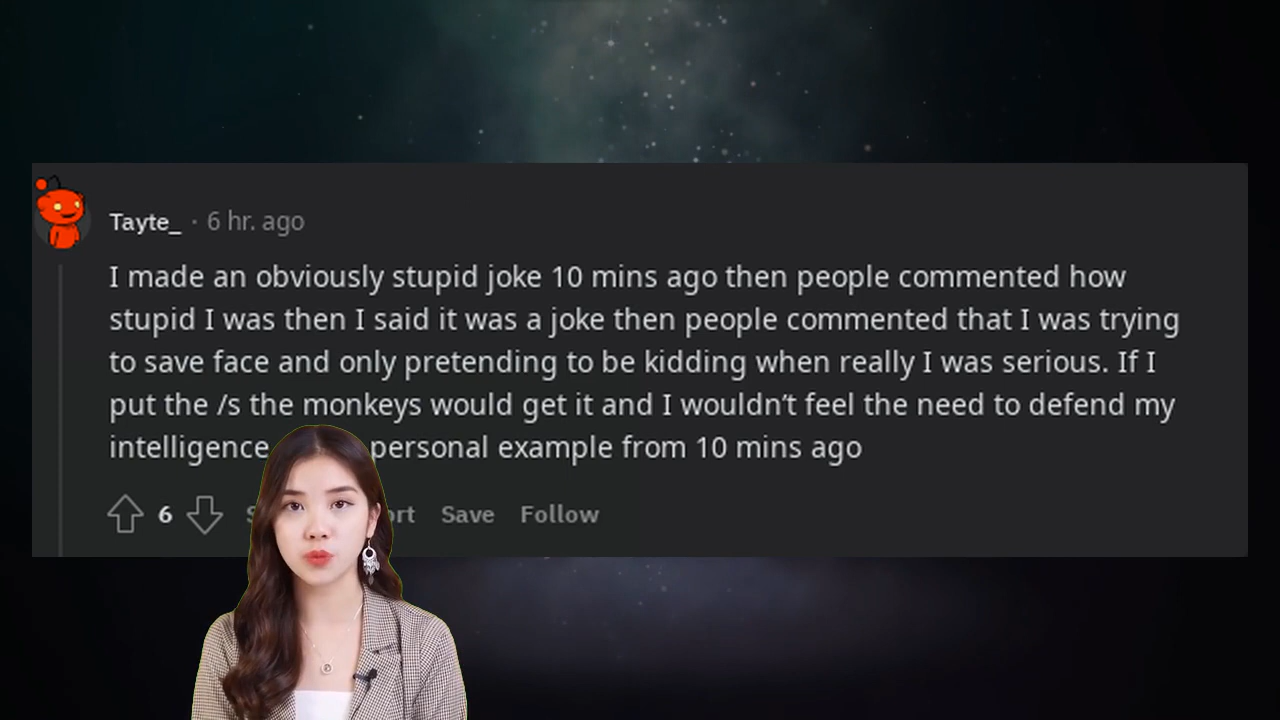 Tayte_ · 6 hr. ago
I made an obviously stupid joke 10 mins ago then people commented how
stupid I was then I said it was a joke then people commented that I was trying
to save face and only pretending to be kidding when really I was serious. If I
put the /s the monkeys would get it and I wouldn’t feel the need to defend my
intelligence personal example from 10 mins ago
6 Save Follow